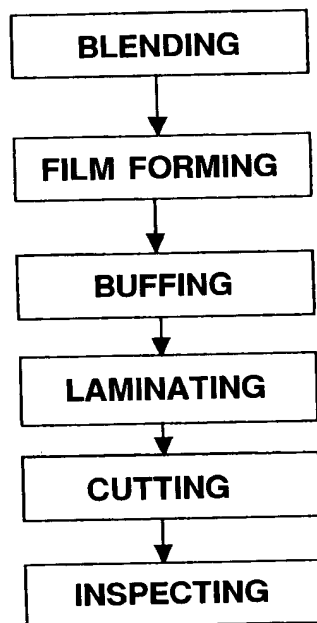 BLENDING
FILM FORMING
BUFFING
LAMINATING
CUTTING
INSPECTING